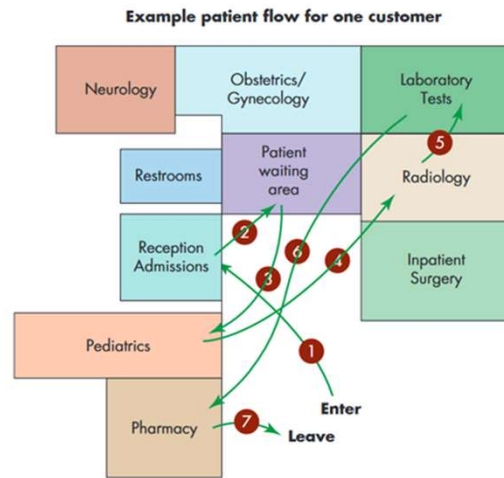 Example patient flow for one customer
Neurology
Obstetrics/
Gynecology
Laboratory
Tests
5
Restrooms
Patient
waiting
area
Radiology
2
Reception
Admissions
6
3
4
Inpatient
Surgery
Pediatrics
1
Enter
Pharmacy
7
Leave